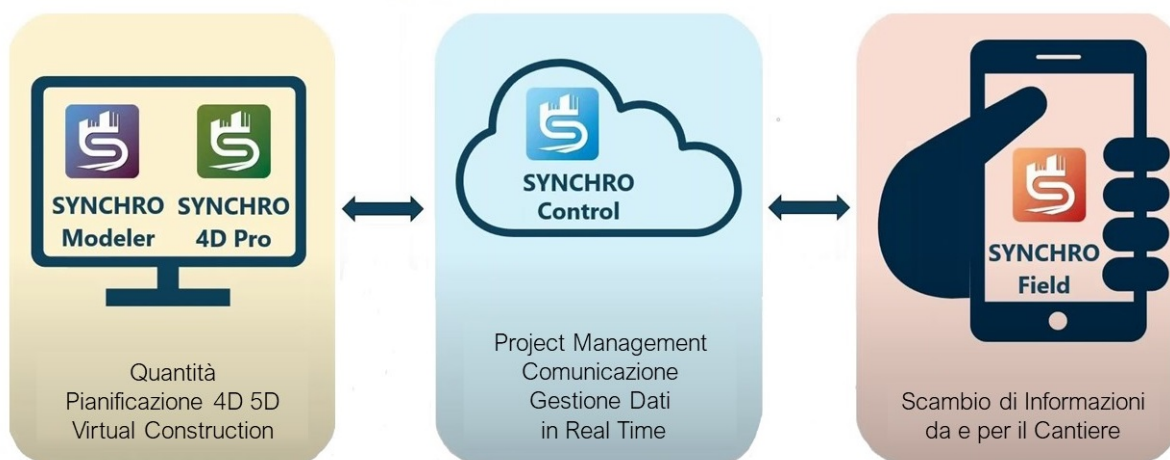 SYNCHRO
Modeler
SYNCHRO
4D Pro
Quantità
Pianificazione 4D 5D
Virtual Construction
SYNCHRO
Control
Project Management
Comunicazione
Gestione Dati
in Real Time
SYNCHRO
Field
Scambio di Informazioni
da e per il Cantiere